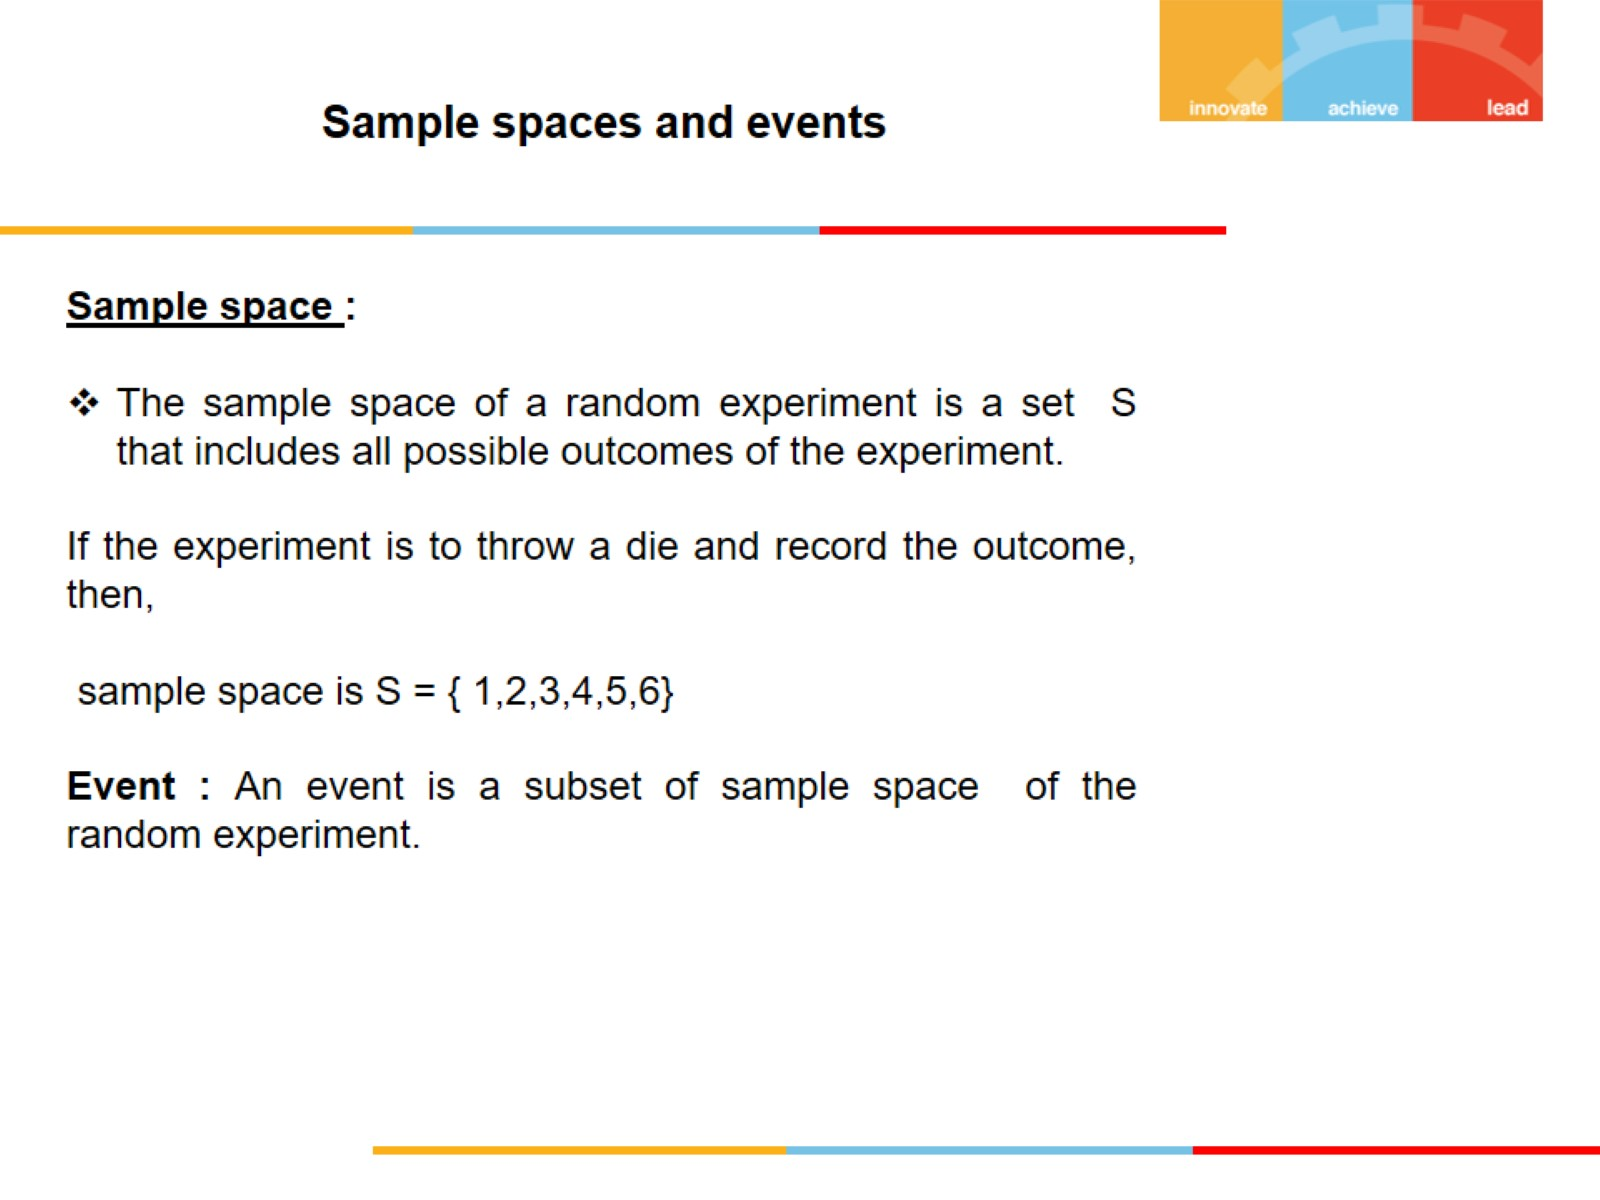 innovate achieve lead
Sample spaces and events
Sample space :
❖ The sample space of a random experiment is a set S
that includes all possible outcomes of the experiment.
If the experiment is to throw a die and record the outcome,
then,
sample space is S = { 1,2,3,4,5,6}
Event : An event is a subset of sample space of the
random experiment.